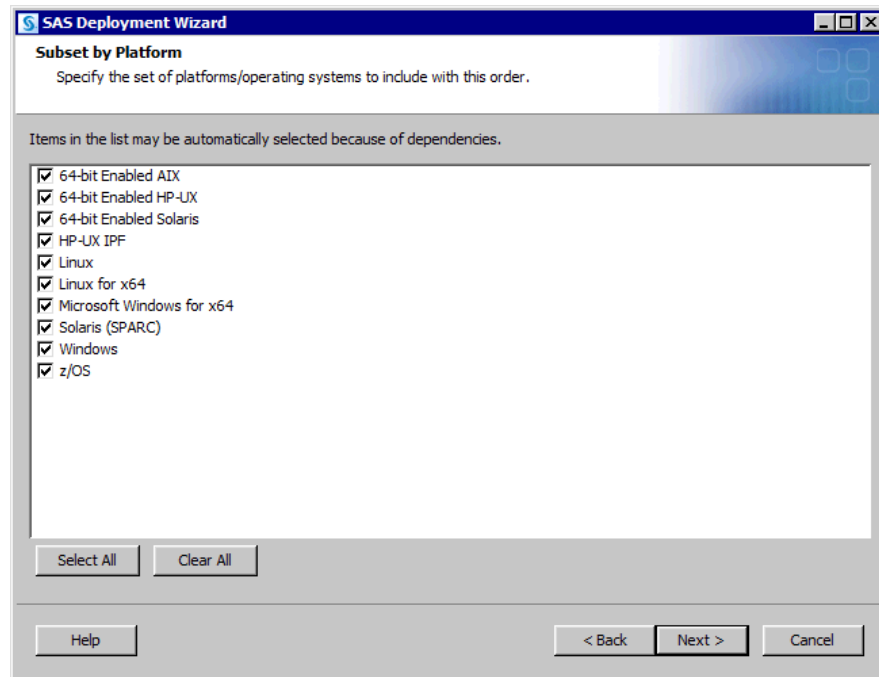 SAS Deployment Wizard
Subset by Platform
Specify the set of platforms/operating systems to include with this order.
Items in the list may be automatically selected because of dependencies.
64-bit Enabled AIX
64-bit Enabled HP-UX
64-bit Enabled Solaris
HP-UX IPF
Linux
Linux for x64
Microsoft Windows for x64
Solaris (SPARC)
Windows
z/OS
Select All Clear All
Help < Back Next > Cancel